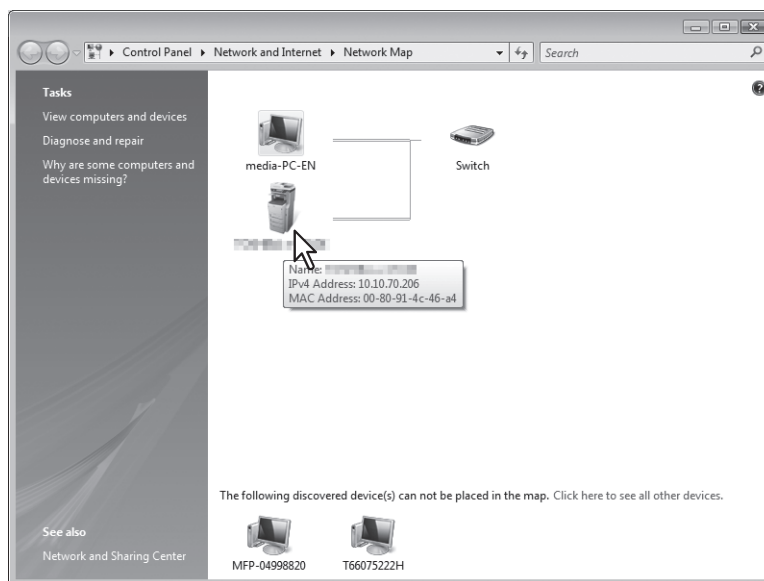 Control Panel Network and Internet Network Map
Search
Tasks
View computers and devices
Diagnose and repair
Why are some computers and
devices missing?
media-PC-EN
Switch
Name:
IPv4 Address: 10.10.70.206
MAC Address: 00-80-91-4c-46-a4
The following discovered device(s) can not be placed in the map. Click here to see all other devices.
See also
Network and Sharing Center
MFP-04998820
T66075222H